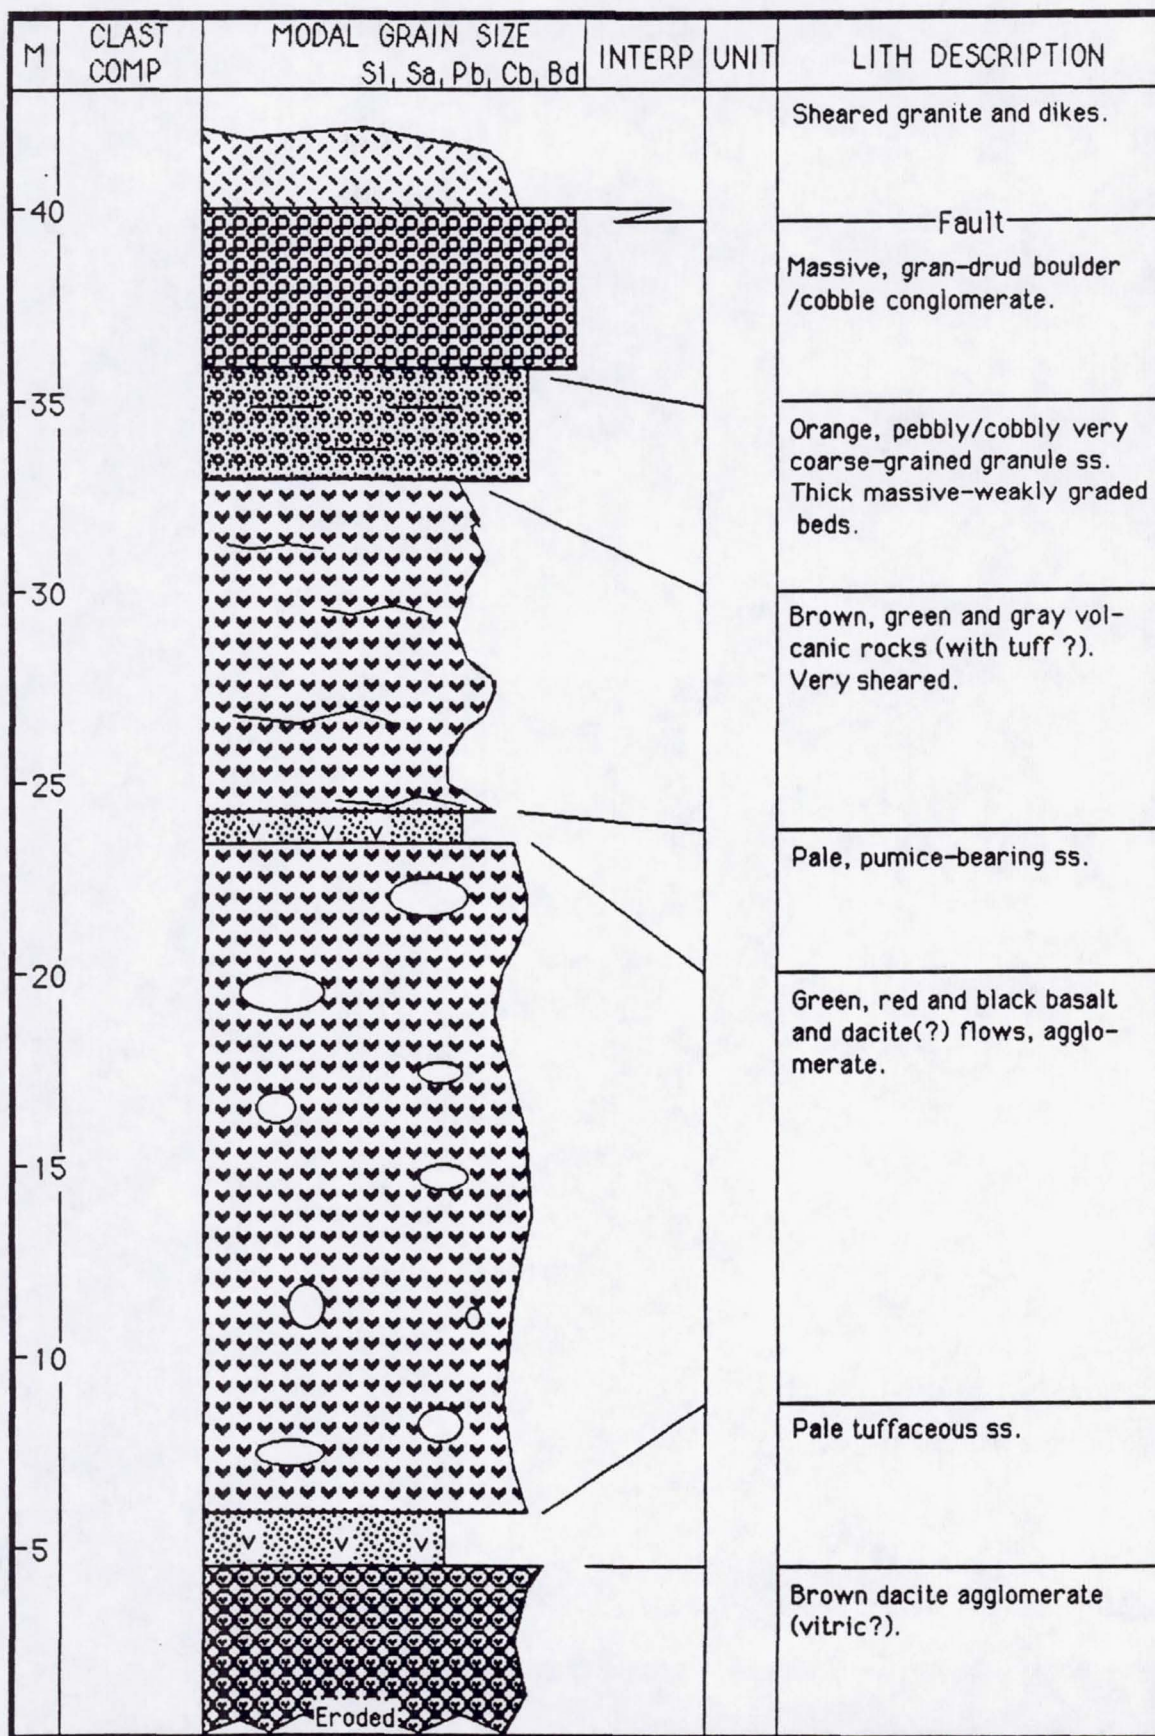 M
CLAST
COMP
MODAL GRAIN SIZE
Si, Sa, Pb, Cb, Bd
INTERP
UNIT
LITH DESCRIPTION
Sheared granite and dikes.
40
Fault
Massive, gran-drud boulder
/cobble conglomerate.
35
Orange, pebbly/cobbly very
coarse-grained granule ss.
Thick massive-weakly graded
beds.
30
Brown, green and gray vol-
canic rocks (with tuff ?).
Very sheared.
25
Pale, pumice-bearing ss.
20
Green, red and black basalt
and dacite(?) flows, agglo-
merate.
15
10
Pale tuffaceous ss.
5
Brown dacite agglomerate
(vitric?).
Eroded